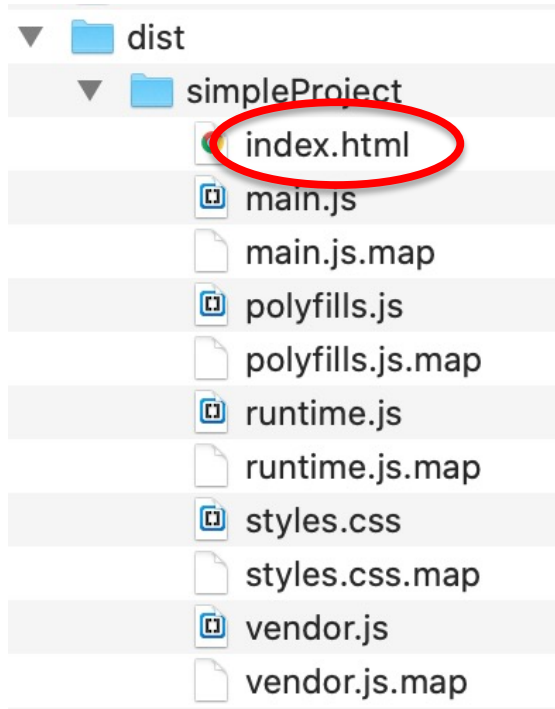 dist
simpleProject
index.html
main.js
main.js.map
polyfills.js
polyfills.js.map
runtime.js
runtime.js.map
styles.css
styles.css.map
vendor.js
vendor.js.map